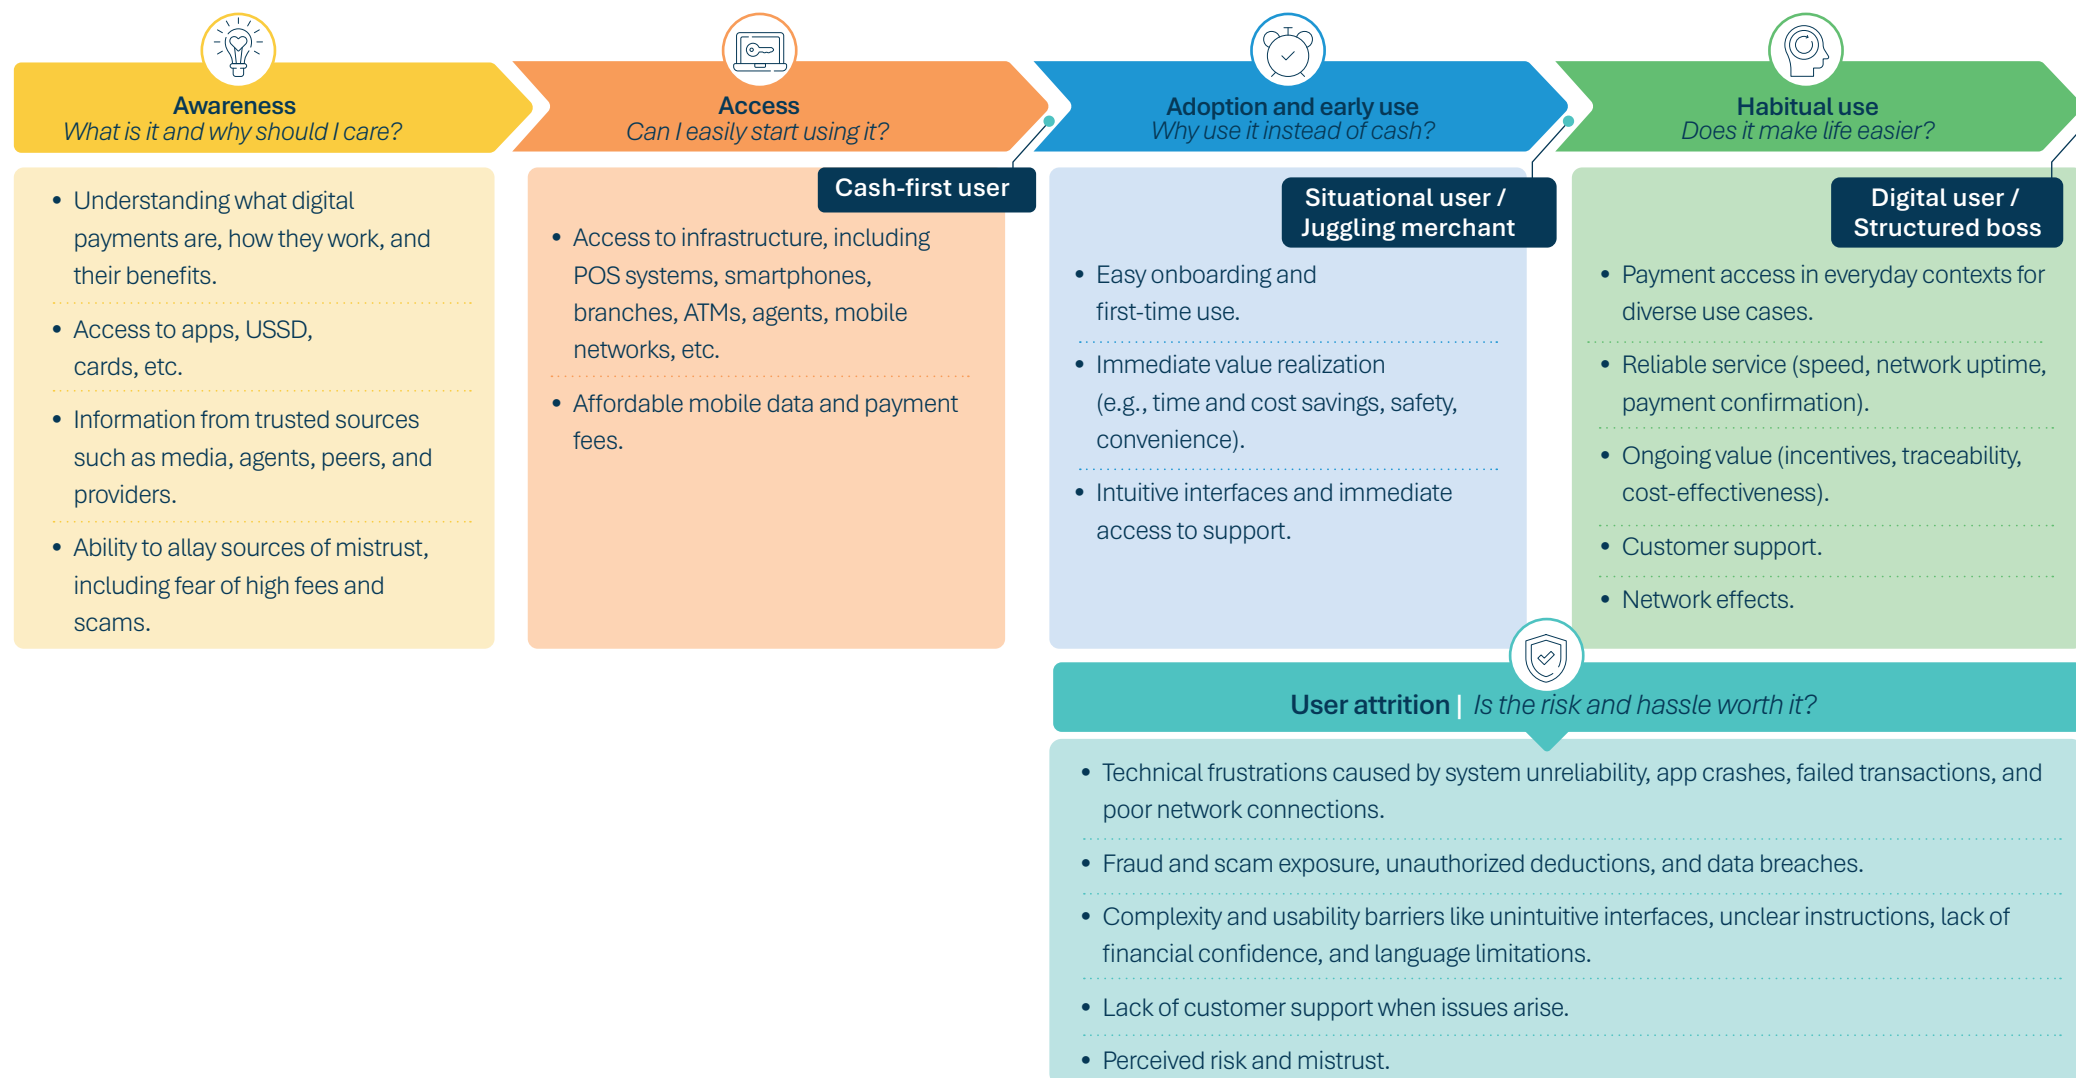 Awareness
What is it and why should I care?
• Understanding what digital
payments are, how they work, and
their benefits.
• Access to apps, USSD,
cards, etc.
• Information from trusted sources
such as media, agents, peers, and
providers.
• Ability to allay sources of mistrust,
including fear of high fees and
scams.
Access
Can I easily start using it?
Cash-first user
• Access to infrastructure, including
POS systems, smartphones,
branches, ATMs, agents, mobile
networks, etc.
• Affordable mobile data and payment
fees.
Adoption and early use
Why use it instead of cash?
Situational user /
Juggling merchant
• Easy onboarding and
first-time use.
• Immediate value realization
(e.g., time and cost savings, safety,
convenience).
• Intuitive interfaces and immediate
access to support.
Habitual use
Does it make life easier?
Digital user /
Structured boss
• Payment access in everyday contexts for
diverse use cases.
• Reliable service (speed, network uptime,
payment confirmation).
• Ongoing value (incentives, traceability,
cost-effectiveness).
• Customer support.
• Network effects.
User attrition | Is the risk and hassle worth it?
• Technical frustrations caused by system unreliability, app crashes, failed transactions, and
poor network connections.
• Fraud and scam exposure, unauthorized deductions, and data breaches.
• Complexity and usability barriers like unintuitive interfaces, unclear instructions, lack of
financial confidence, and language limitations.
• Lack of customer support when issues arise.
• Perceived risk and mistrust.